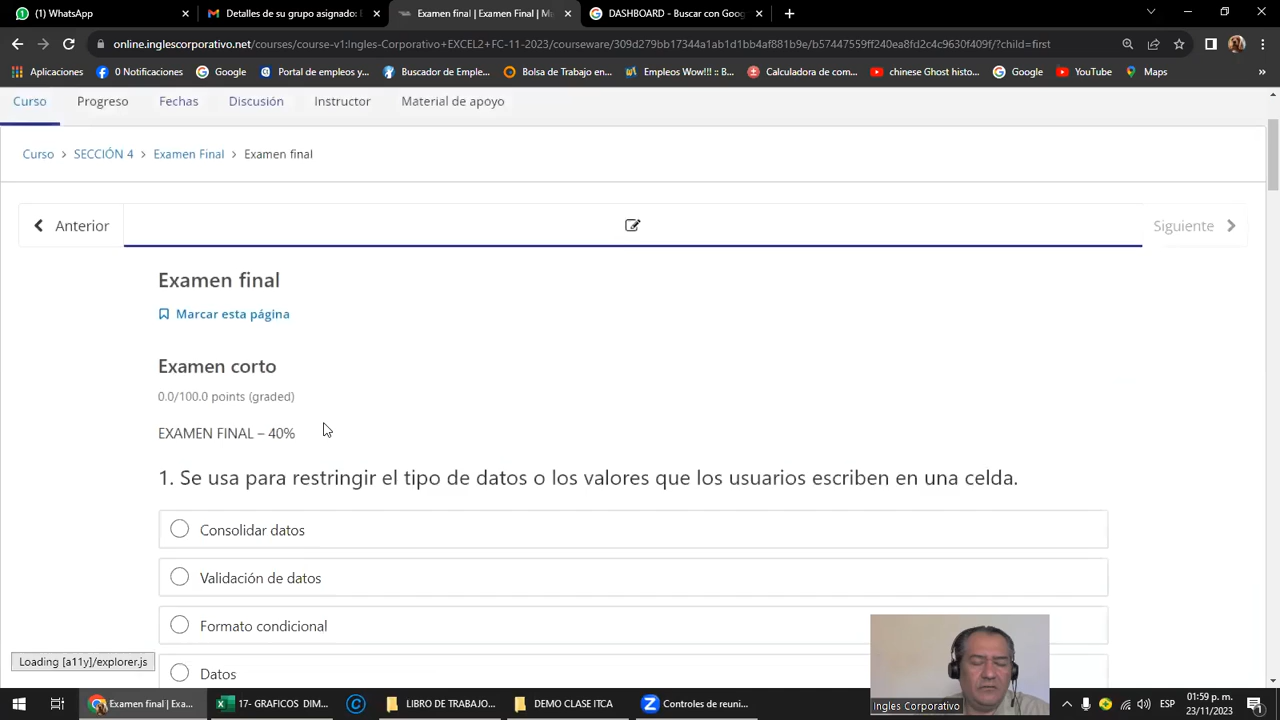 (1) WhatsApp
Detalles de su grupo asignado: I
Examen final | Examen Final | Mu
DASHBOARD - Buscar con Goog
online.inglescorporativo.net/courses/course-v1:Ingles-Corporativo+EXCEL2+FC-11-2023/courseware/309d279bb17344a1ab1d1bb4af881b9e/b57447559ff240ea8fd2c4c9630f409f/?child=first
Aplicaciones
0 Notificaciones
Google
Portal de empleos y...
Buscador de Emple...
Bolsa de Trabajo en...
Empleos Wow!!! :: B...
Calculadora de com...
chinese Ghost histo...
Google
YouTube
Maps
»
Curso
Progreso
Fechas
Discusión
Instructor
Material de apoyo
Curso > SECCIÓN 4 > Examen Final > Examen final
Anterior
Siguiente
Examen final
Marcar esta página
Examen corto
0.0/100.0 points (graded)
EXAMEN FINAL – 40%
1. Se usa para restringir el tipo de datos o los valores que los usuarios escriben en una celda.
Consolidar datos
Validación de datos
Formato condicional
Datos
Loading [a11y]/explorer.js
Ingles Corporativo
Examen final | Exa...
17- GRAFICOS DIM...
LIBRO DE TRABAJO...
DEMO CLASE ITCA
Controles de reuni...
ESP
01:59 p. m.
23/11/2023